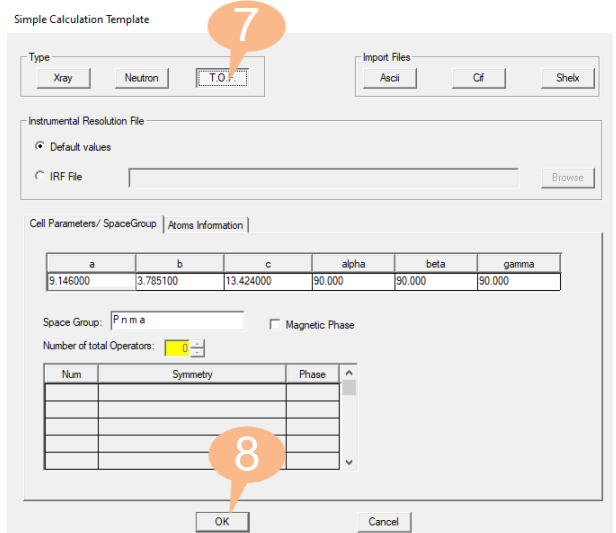 Simple Calculation Template
7
Type
Import Files
Xray Neutron T.O.F. Ascii Cif Shelx
Instrumental Resolution File
Default values
IRF File Browse
Cell Parameters/ SpaceGroup Atoms Information
a b c alpha beta gamma
9.146000 3.785100 13.424000 90.000 90.000 90.000
Space Group: P n m a Magnetic Phase
Number of total Operators: 0
Num Symmetry Phase
8
OK Cancel